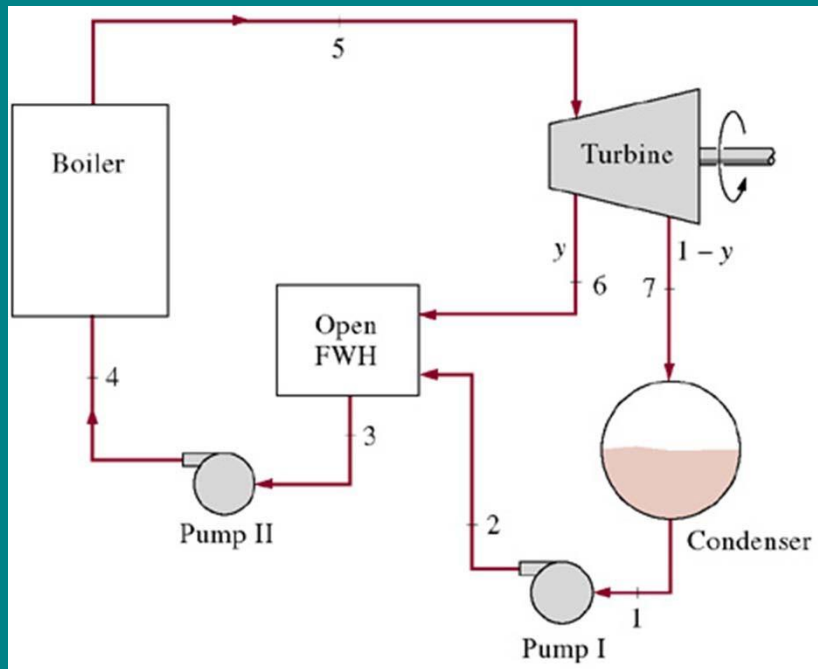 5
Boiler
Turbine
y
1 – y
6
7
Open
FWH
4
3
2
Pump II
Condenser
1
Pump I